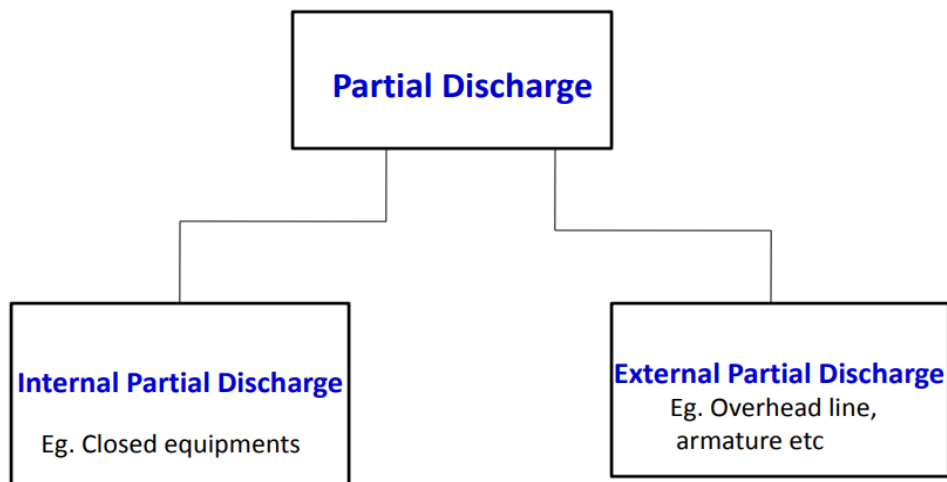 Partial Discharge
Internal Partial Discharge
Eg. Closed equipments
External Partial Discharge
Eg. Overhead line,
armature etc